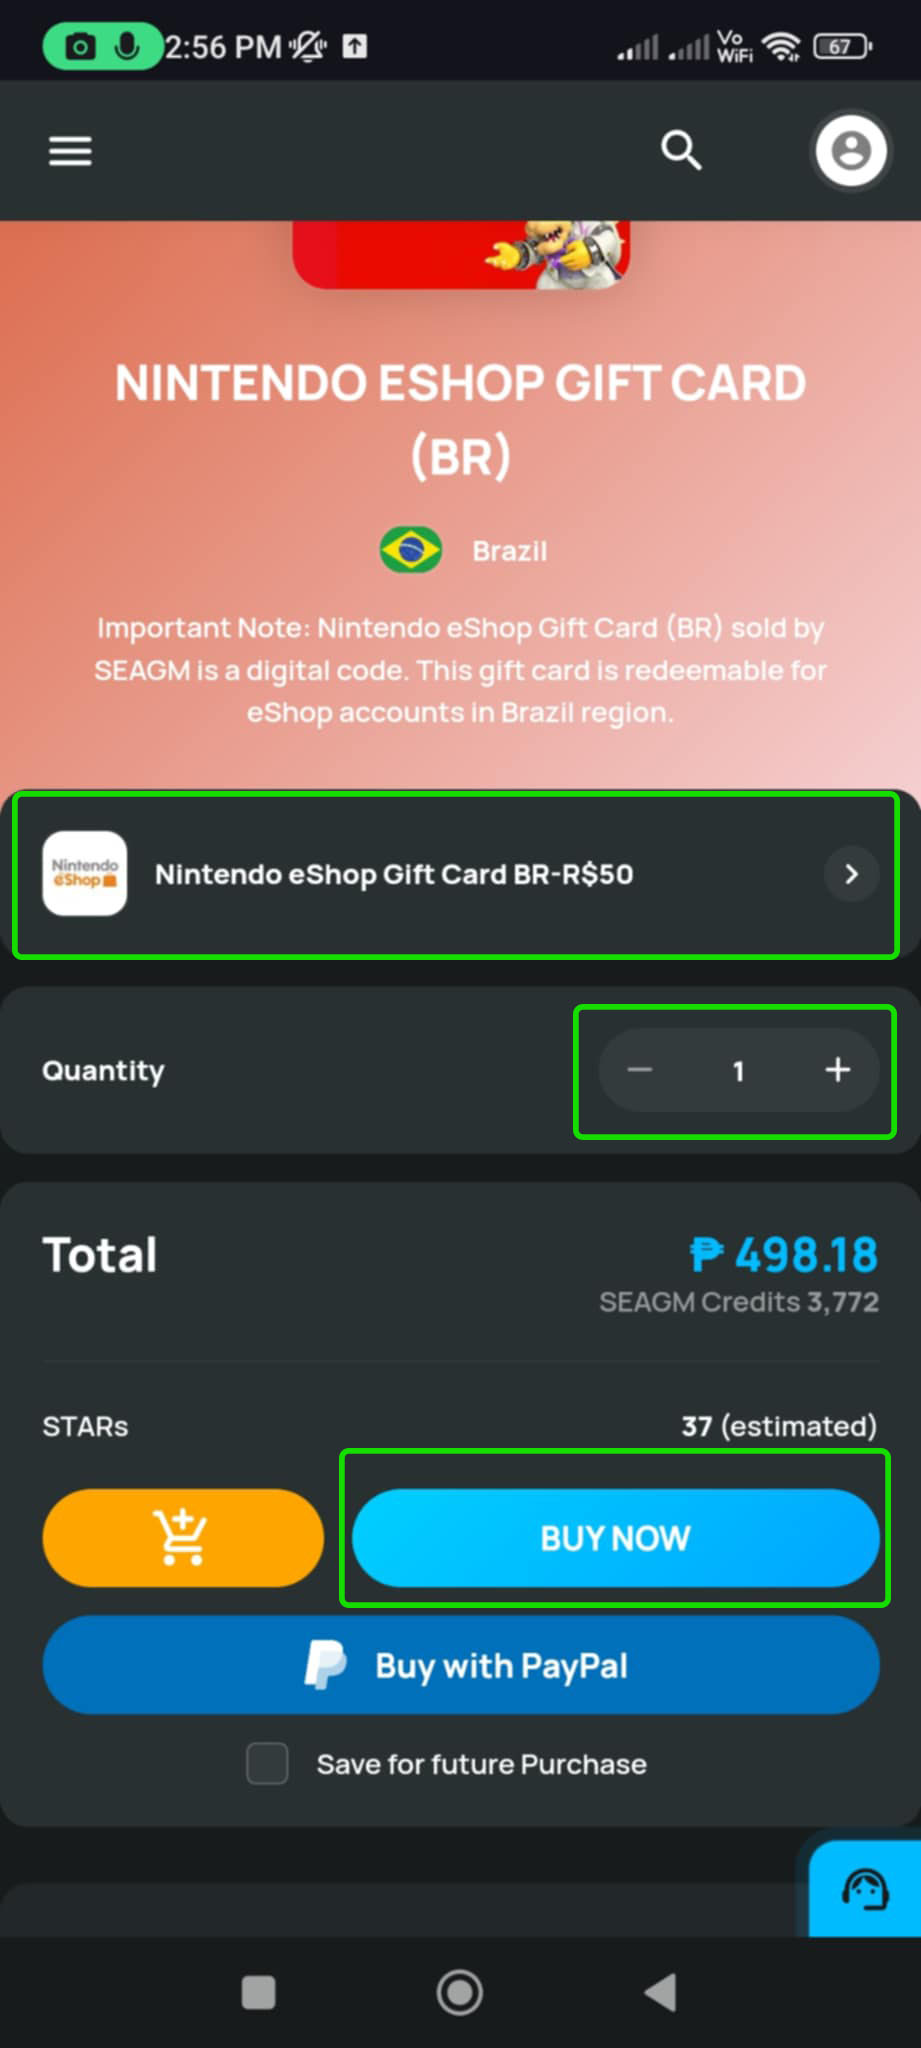 2:56 PM
Vo
WiFi
67
NINTENDO ESHOP GIFT CARD
(BR)
Brazil
Important Note: Nintendo eShop Gift Card (BR) sold by
SEAGM is a digital code. This gift card is redeemable for
eShop accounts in Brazil region.
Nintendo
eShop
Nintendo eShop Gift Card BR-R$50
Quantity
1
Total
₱ 498.18
SEAGM Credits 3,772
STARs
37 (estimated)
BUY NOW
Buy with PayPal
Save for future Purchase